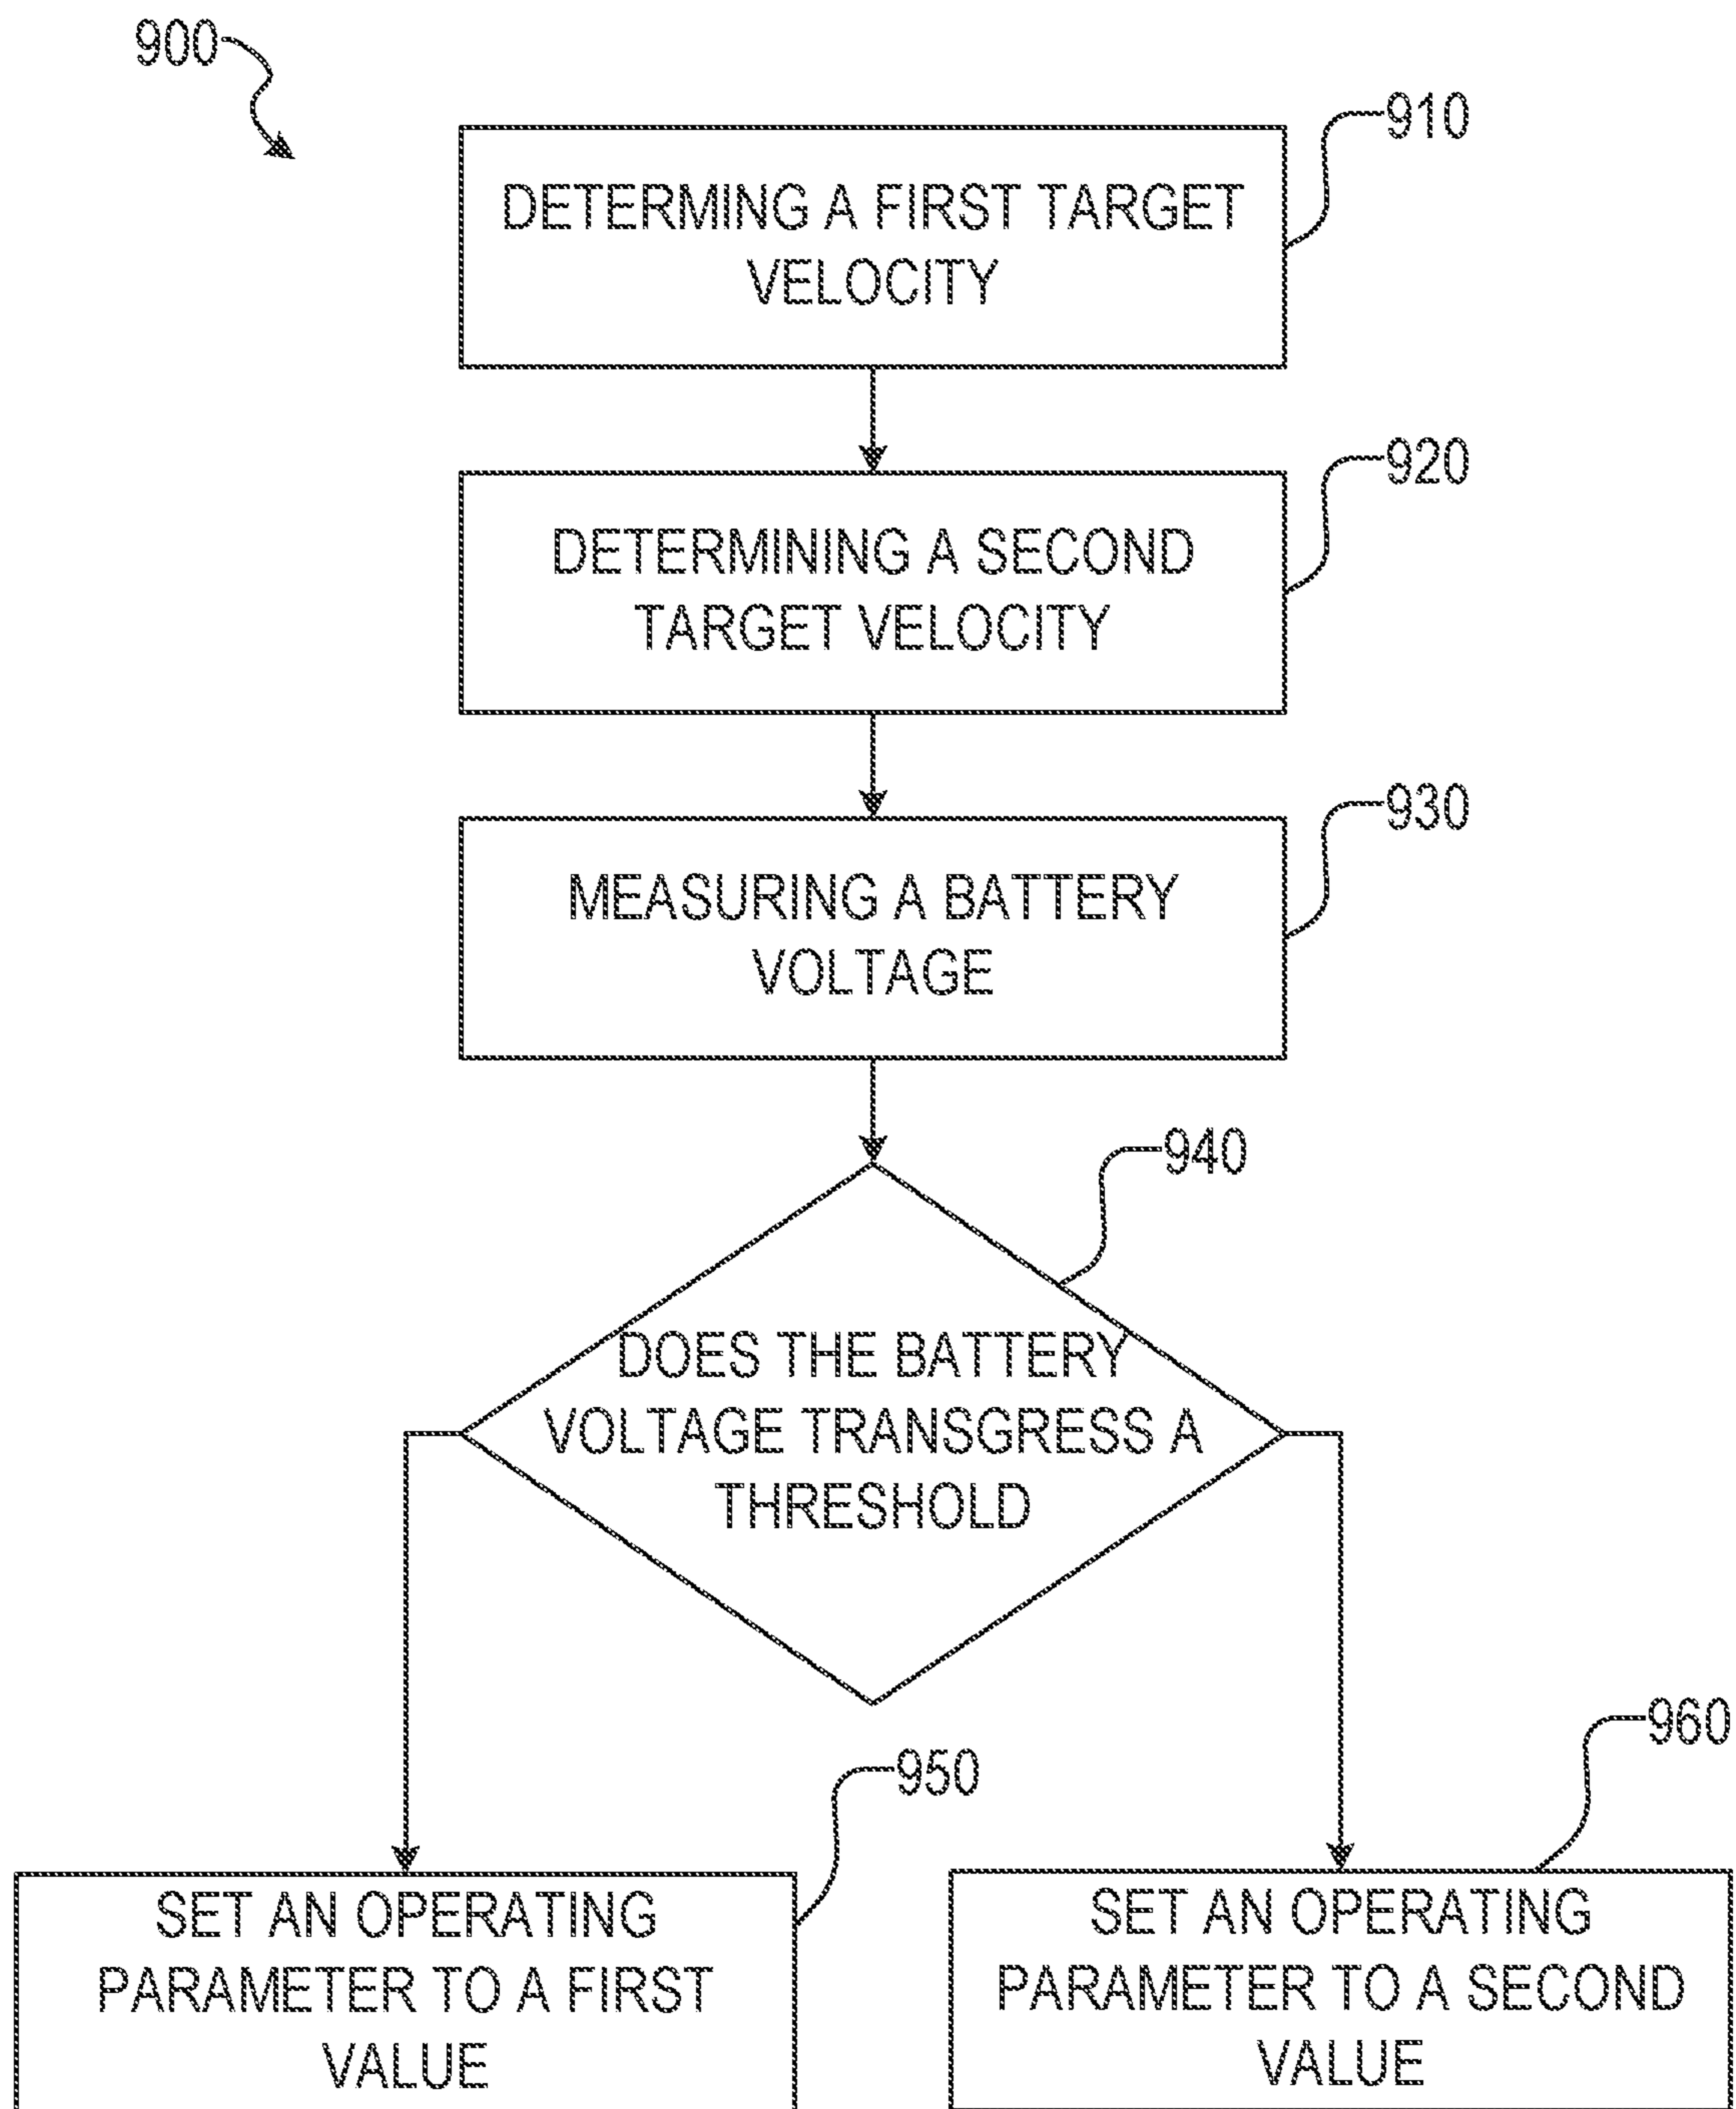 900
910
DETERMING A FIRST TARGET
VELOCITY
920
DETERMINING A SECOND
TARGET VELOCITY
930
MEASURING A BATTERY
VOLTAGE
940
DOES THE BATTERY
VOLTAGE TRANSGRESS A
THRESHOLD
950
SET AN OPERATING
PARAMETER TO A FIRST
VALUE
960
SET AN OPERATING
PARAMETER TO A SECOND
VALUE